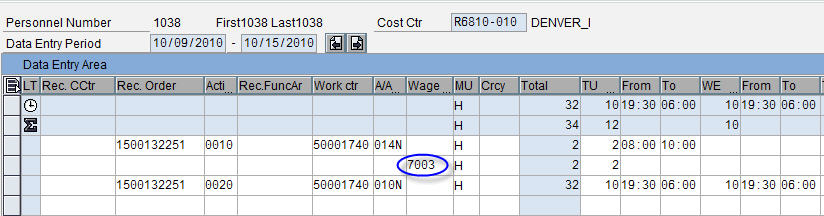 Personnel Number 1038 First1038 Last1038 Cost Ctr R6810-010 DENVER_I
Data Entry Period 10/09/2010 - 10/15/2010
Data Entry Area
LT Rec. CCtr Rec. Order Acti... Rec.FuncAr Work ctr A/A... Wage ... MU Crcy Total TU ... From To WE ... From To
H 32 10 19:30 06:00 10 19:30 06:00
Σ H 34 12 10
1500132251 0010 50001740 014N H 2 2 08:00 10:00
7003 H 2 2
1500132251 0020 50001740 010N H 32 10 19:30 06:00 10 19:30 06:00